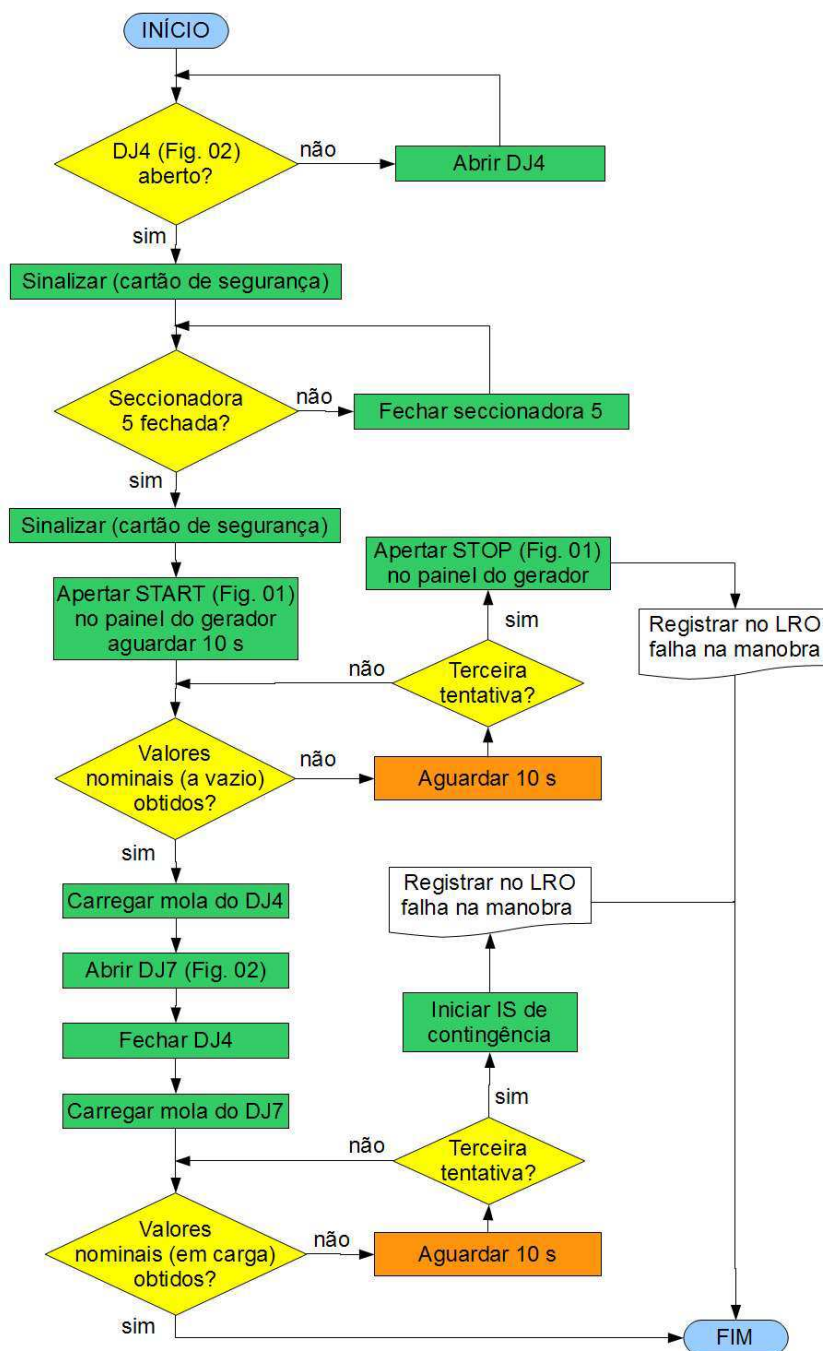 INÍCIO
DJ4 (Fig. 02)
aberto?
não
Abrir DJ4
sim
Sinalizar (cartão de segurança)
Seccionadora
5 fechada?
não
Fechar seccionadora 5
sim
Sinalizar (cartão de segurança)
Apertar START (Fig. 01)
no painel do gerador
aguardar 10 s
Valores
nominais (a vazio)
obtidos?
não
Aguardar 10 s
Terceira
tentativa?
não
sim
Apertar STOP (Fig. 01)
no painel do gerador
Registrar no LRO
falha na manobra
sim
Carregar mola do DJ4
Abrir DJ7 (Fig. 02)
Fechar DJ4
Carregar mola do DJ7
Valores
nominais (em carga)
obtidos?
não
Aguardar 10 s
Terceira
tentativa?
não
sim
Iniciar IS de
contingência
Registrar no LRO
falha na manobra
sim
FIM